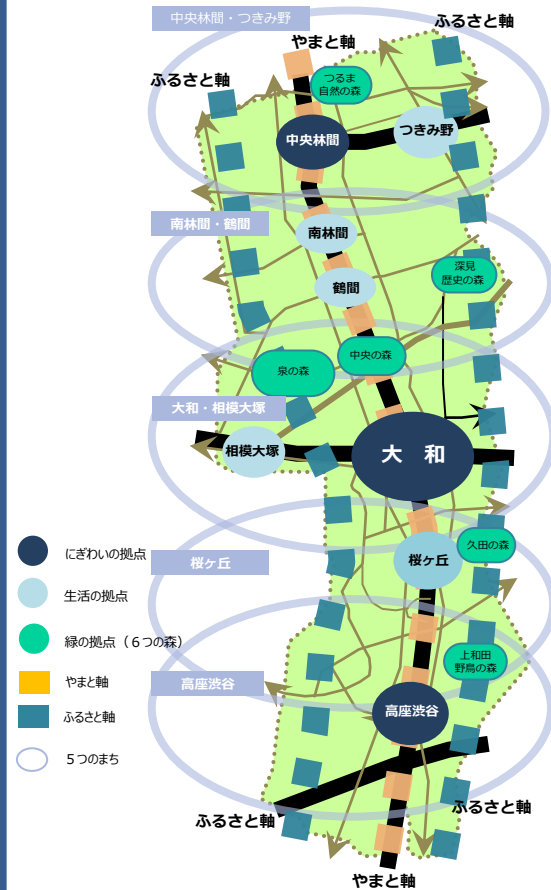 中央林間・つきみ野
ふるさと軸
やまと軸
ふるさと軸
つるま
自然の森
中央林間
つきみ野
南林間・鶴間
南林間
深見
歴史の森
鶴間
中央の森
泉の森
大和・相模大塚
相模大塚
大 和
久田の森
桜ヶ丘
桜ヶ丘
にぎわいの拠点
生活の拠点
緑の拠点（６つの森）
上和田
野鳥の森
高座渋谷
やまと軸
高座渋谷
ふるさと軸
５つのまち
ふるさと軸
ふるさと軸
やまと軸